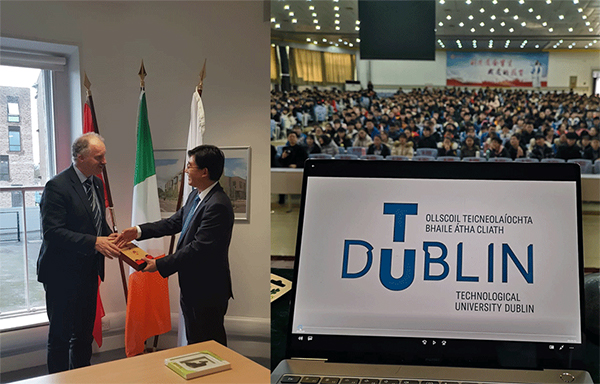 OLLSCOIL TEICNEOLAÍOCHTA
BHAILE ÁTHA CLIATH
TU
DUBLIN
TECHNOLOGICAL
UNIVERSITY DUBLIN